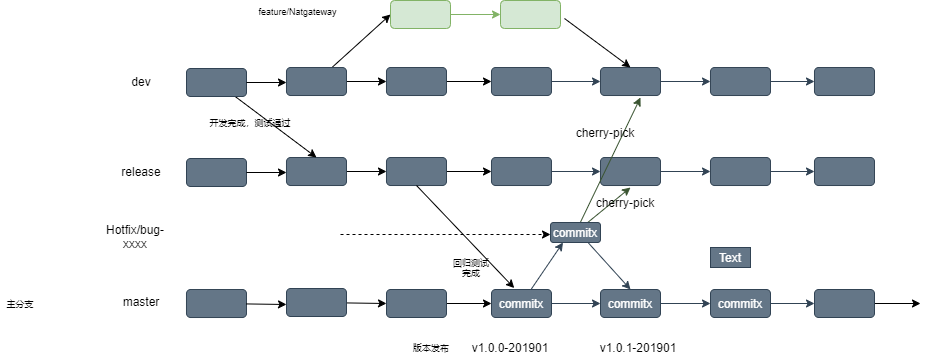 feature/Natgateway
dev
开发完成，测试通过
cherry-pick
release
cherry-pick
Hotfix/bug-
xxxx
commitx
Text
回归测试
完成
主分支
master
commitx
commitx
commitx
版本发布
v1.0.0-201901
v1.0.1-201901